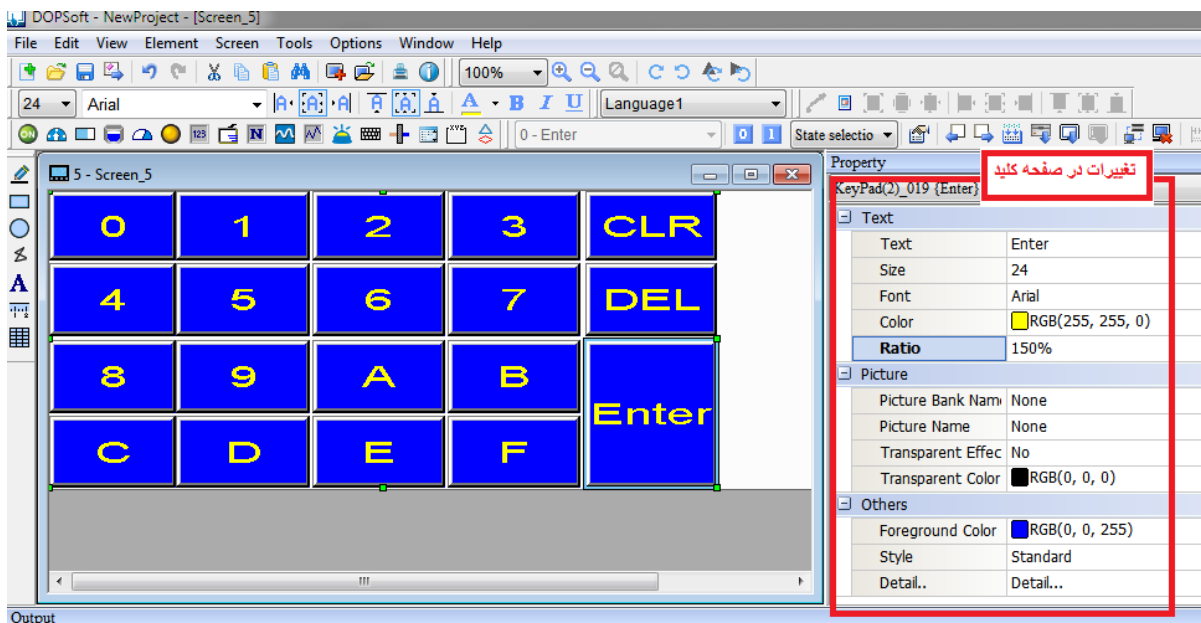 DOPSoft - NewProject - [Screen_5]
File Edit View Element Screen Tools Options Window Help
100%
24 Arial A A A A A A A B I U Language1
ON 123 N XYZ 0 - Enter 0 1 State selectio
5 - Screen_5
Property
تغییرات در صفحه کلید
KeyPad(2)_019 {Enter}
0 1 2 3 CLR
4 5 6 7 DEL
8 9 A B Enter
C D E F
A
Text
Text Enter
Size 24
Font Arial
Color RGB(255, 255, 0)
Ratio 150%
Picture
Picture Bank Nam None
Picture Name None
Transparent Effec No
Transparent Color RGB(0, 0, 0)
Others
Foreground Color RGB(0, 0, 255)
Style Standard
Detail.. Detail...
Output